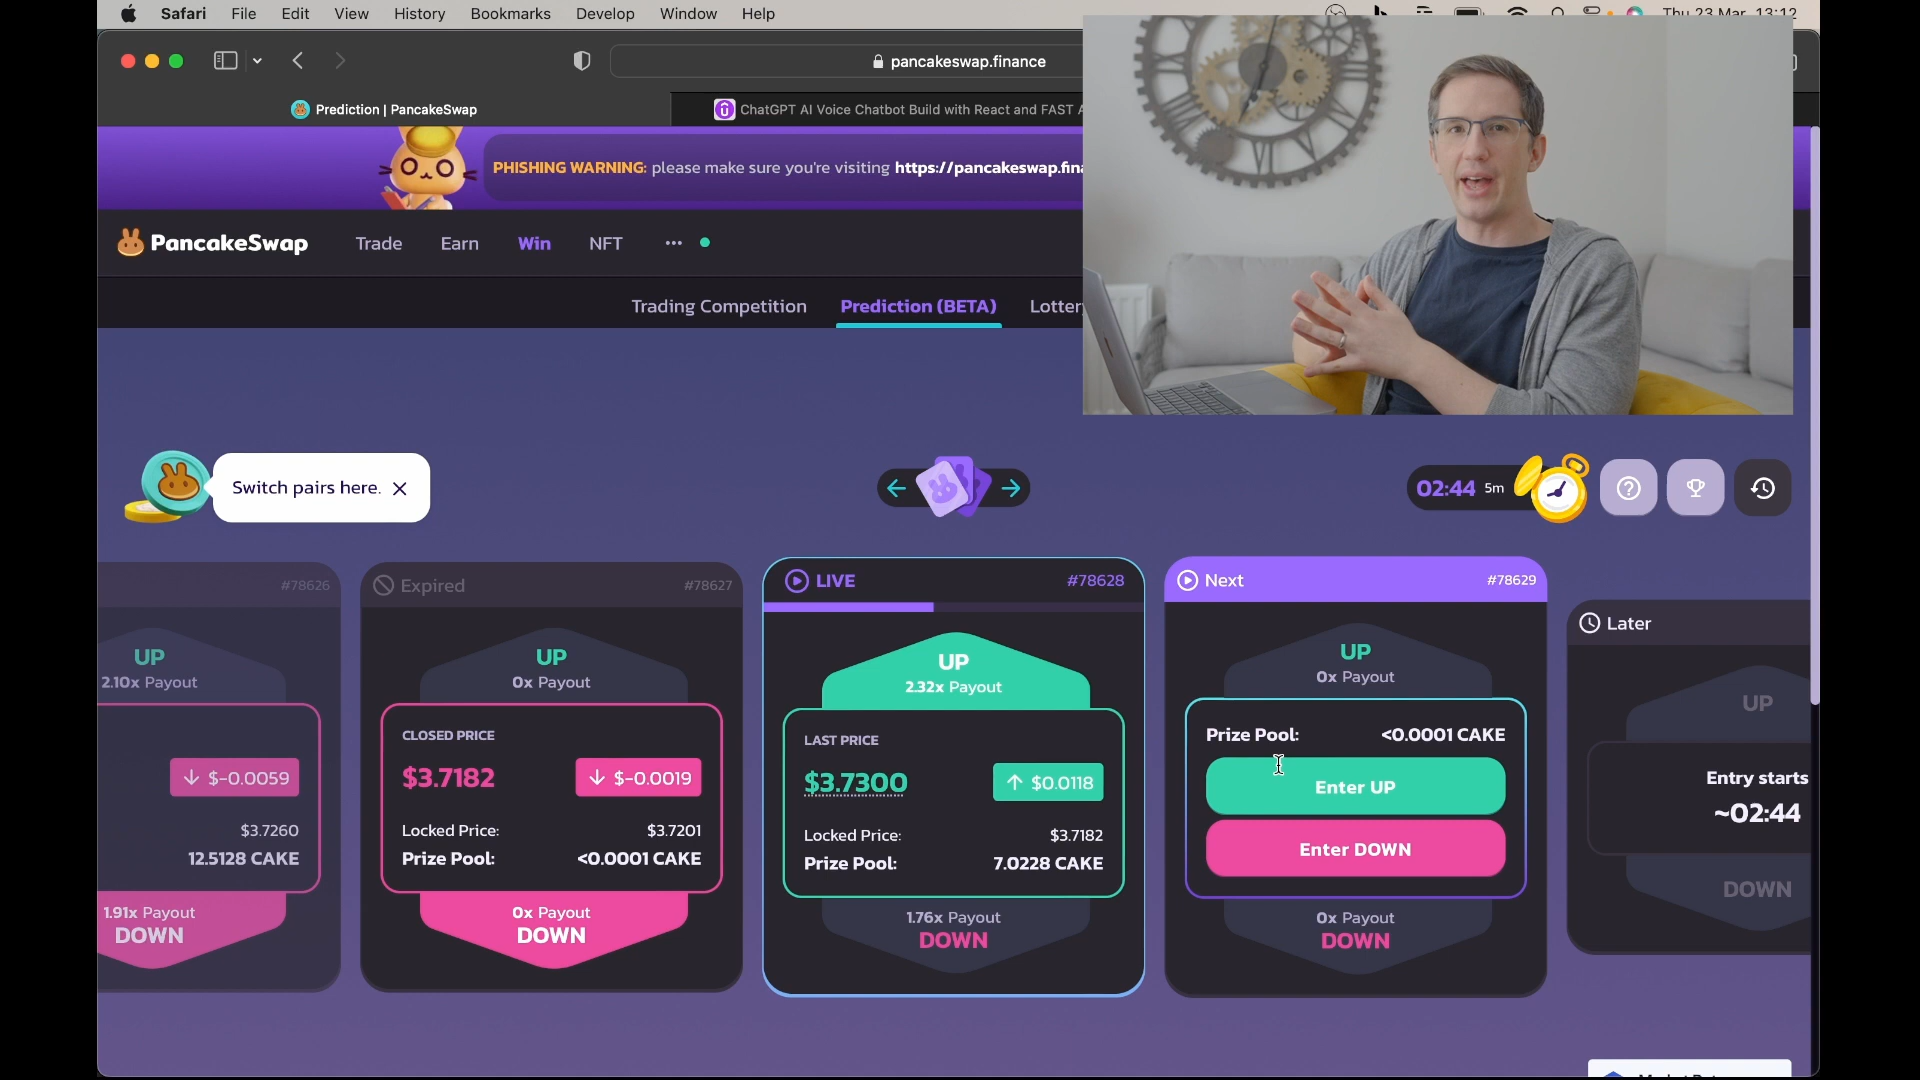 Safari File Edit View History Bookmarks Develop Window Help Thu 23 Mar 13:12
pancakeswap.finance
Prediction | PancakeSwap
ChatGPT AI Voice Chatbot Build with React and FAST
PHISHING WARNING: please make sure you're visiting https://pancakeswap.fina
PancakeSwap Trade Earn Win NFT
Trading Competition Prediction (BETA) Lotter
Switch pairs here.
02:44 5m
#78626
UP
2.10x Payout
$-0.0059
$3.7260
12.5128 CAKE
1.91x Payout
DOWN
Expired #78627
UP
0x Payout
CLOSED PRICE
$3.7182 $-0.0019
Locked Price: $3.7201
Prize Pool: <0.0001 CAKE
0x Payout
DOWN
LIVE #78628
UP
2.32x Payout
LAST PRICE
$3.7300 $0.0118
Locked Price: $3.7182
Prize Pool: 7.0228 CAKE
1.76x Payout
DOWN
Next #78629
UP
0x Payout
Prize Pool: <0.0001 CAKE
Enter UP
Enter DOWN
0x Payout
DOWN
Later
UP
Entry starts
~02:44
DOWN